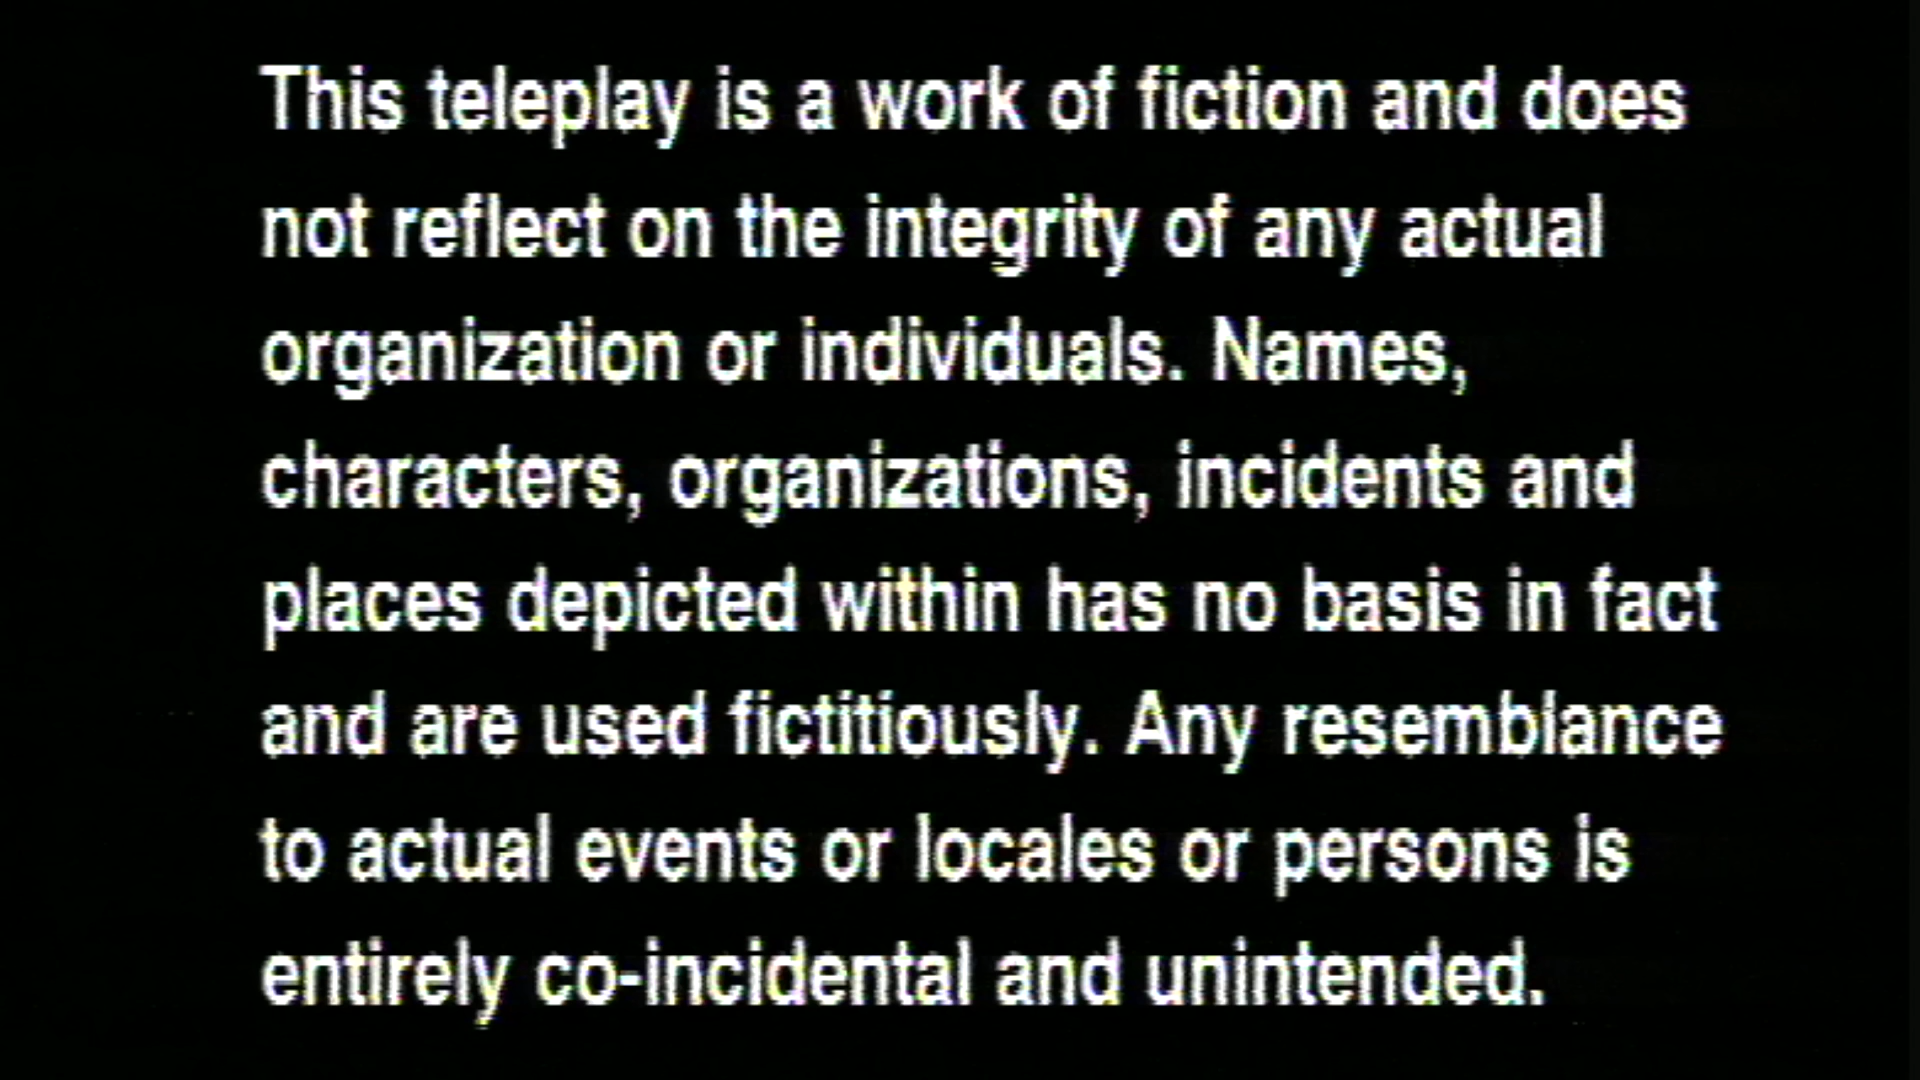 This teleplay is a work of fiction and does
not reflect on the integrity of any actual
organization or individuals. Names,
characters, organizations, incidents and
places depicted within has no basis in fact
and are used fictitiously. Any resemblance
to actual events or locales or persons is
entirely co-incidental and unintended.